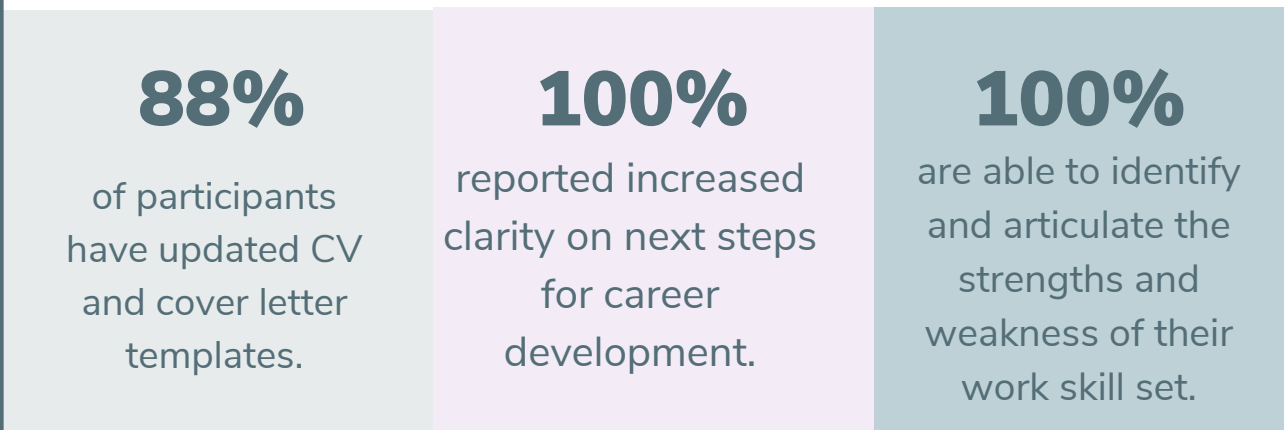 88%
of participants
have updated CV
and cover letter
templates.
100%
reported increased
clarity on next steps
for career
development.
100%
are able to identify
and articulate the
strengths and
weakness of their
work skill set.